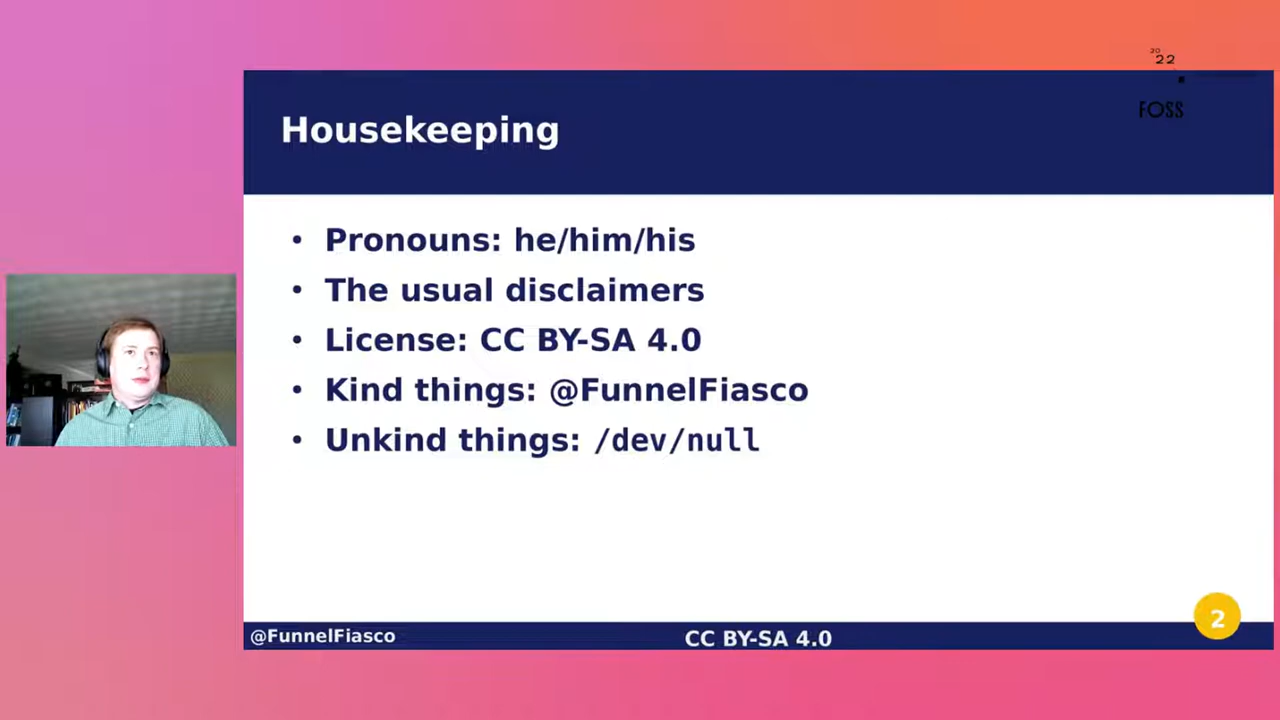 20
22
FOSS
Housekeeping
• Pronouns: he/him/his
• The usual disclaimers
• License: CC BY-SA 4.0
• Kind things: @FunnelFiasco
• Unkind things: /dev/null
2
@FunnelFiasco
CC BY-SA 4.0